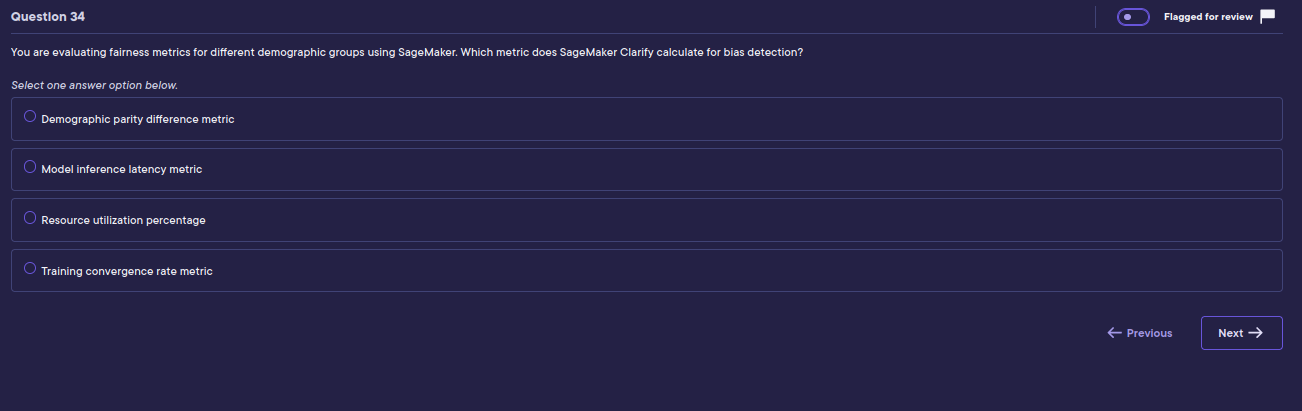 Question 34
Flagged for review
You are evaluating fairness metrics for different demographic groups using SageMaker. Which metric does SageMaker Clarify calculate for bias detection?
Select one answer option below.
Demographic parity difference metric
Model inference latency metric
Resource utilization percentage
Training convergence rate metric
Previous
Next